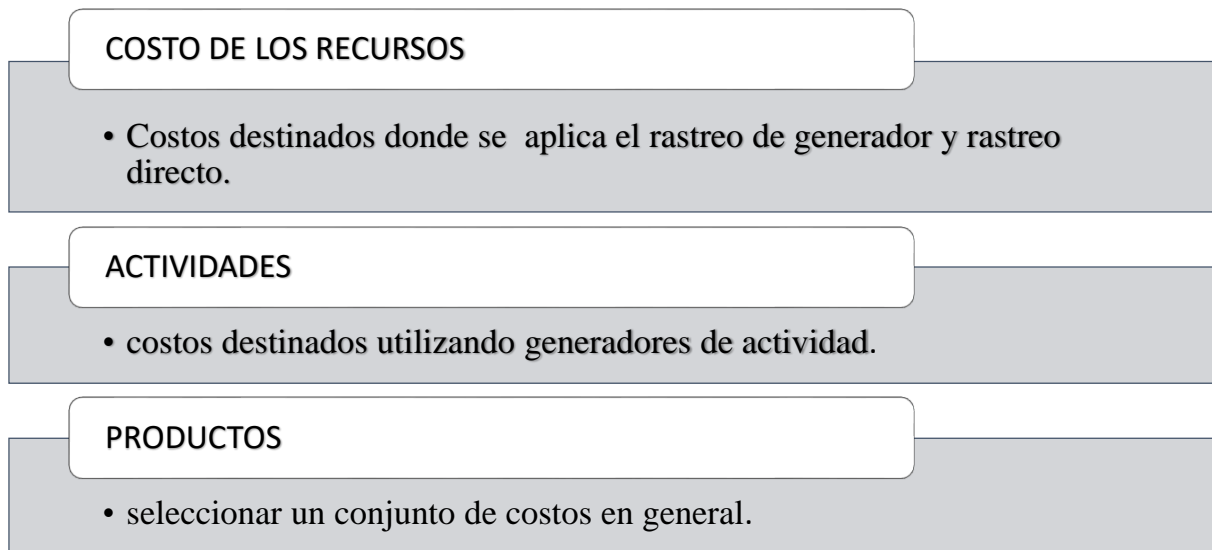 COSTO DE LOS RECURSOS
• Costos destinados donde se aplica el rastreo de generador y rastreo
directo.
ACTIVIDADES
• costos destinados utilizando generadores de actividad.
PRODUCTOS
• seleccionar un conjunto de costos en general.